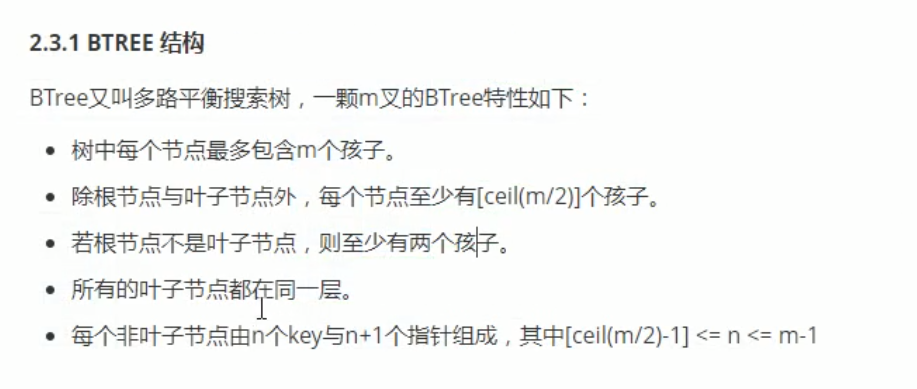 2.3.1 BTREE 结构
BTree又叫多路平衡搜索树，一颗m叉的BTree特性如下：
• 树中每个节点最多包含m个孩子。
• 除根节点与叶子节点外，每个节点至少有[ceil(m/2)]个孩子。
• 若根节点不是叶子节点，则至少有两个孩子。
• 所有的叶子节点都在同一层。
• 每个非叶子节点由n个key与n+1个指针组成，其中[ceil(m/2)-1] <= n <= m-1